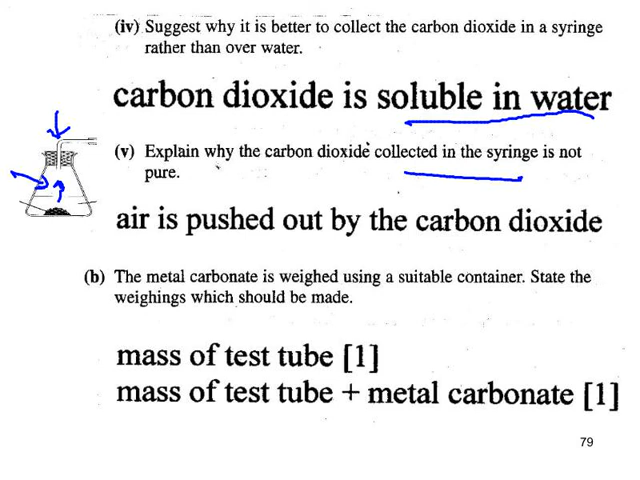 (iv) Suggest why it is better to collect the carbon dioxide in a syringe
rather than over water.
carbon dioxide is soluble in water
(v) Explain why the carbon dioxide collected in the syringe is not
pure.
air is pushed out by the carbon dioxide
(b) The metal carbonate is weighed using a suitable container. State the
weighings which should be made.
mass of test tube [1]
mass of test tube + metal carbonate [1]
79